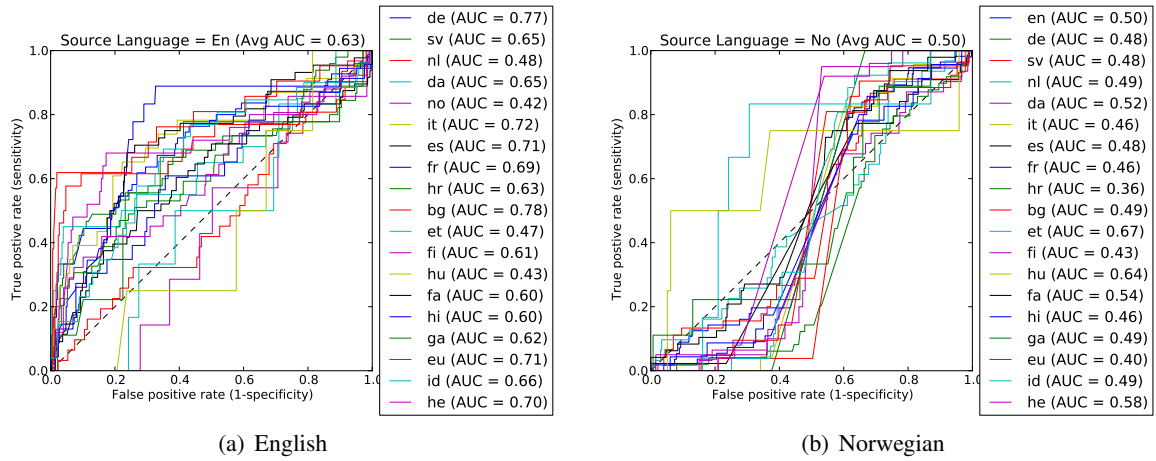 Source Language = En (Avg AUC = 0.63)
True positive rate (sensitivity)
1.0
0.8
0.6
0.4
0.2
0.0
0.0 0.2 0.4 0.6 0.8 1.0
False positive rate (1-specificity)
de (AUC = 0.77)
sv (AUC = 0.65)
nl (AUC = 0.48)
da (AUC = 0.65)
no (AUC = 0.42)
it (AUC = 0.72)
es (AUC = 0.71)
fr (AUC = 0.69)
hr (AUC = 0.63)
bg (AUC = 0.78)
et (AUC = 0.47)
fi (AUC = 0.61)
hu (AUC = 0.43)
fa (AUC = 0.60)
hi (AUC = 0.60)
ga (AUC = 0.62)
eu (AUC = 0.71)
id (AUC = 0.66)
he (AUC = 0.70)
(a) English
Source Language = No (Avg AUC = 0.50)
True positive rate (sensitivity)
1.0
0.8
0.6
0.4
0.2
0.0
0.0 0.2 0.4 0.6 0.8 1.0
False positive rate (1-specificity)
en (AUC = 0.50)
de (AUC = 0.48)
sv (AUC = 0.48)
nl (AUC = 0.49)
da (AUC = 0.52)
it (AUC = 0.46)
es (AUC = 0.48)
fr (AUC = 0.46)
hr (AUC = 0.36)
bg (AUC = 0.49)
et (AUC = 0.67)
fi (AUC = 0.43)
hu (AUC = 0.64)
fa (AUC = 0.54)
hi (AUC = 0.46)
ga (AUC = 0.49)
eu (AUC = 0.40)
id (AUC = 0.49)
he (AUC = 0.58)
(b) Norwegian